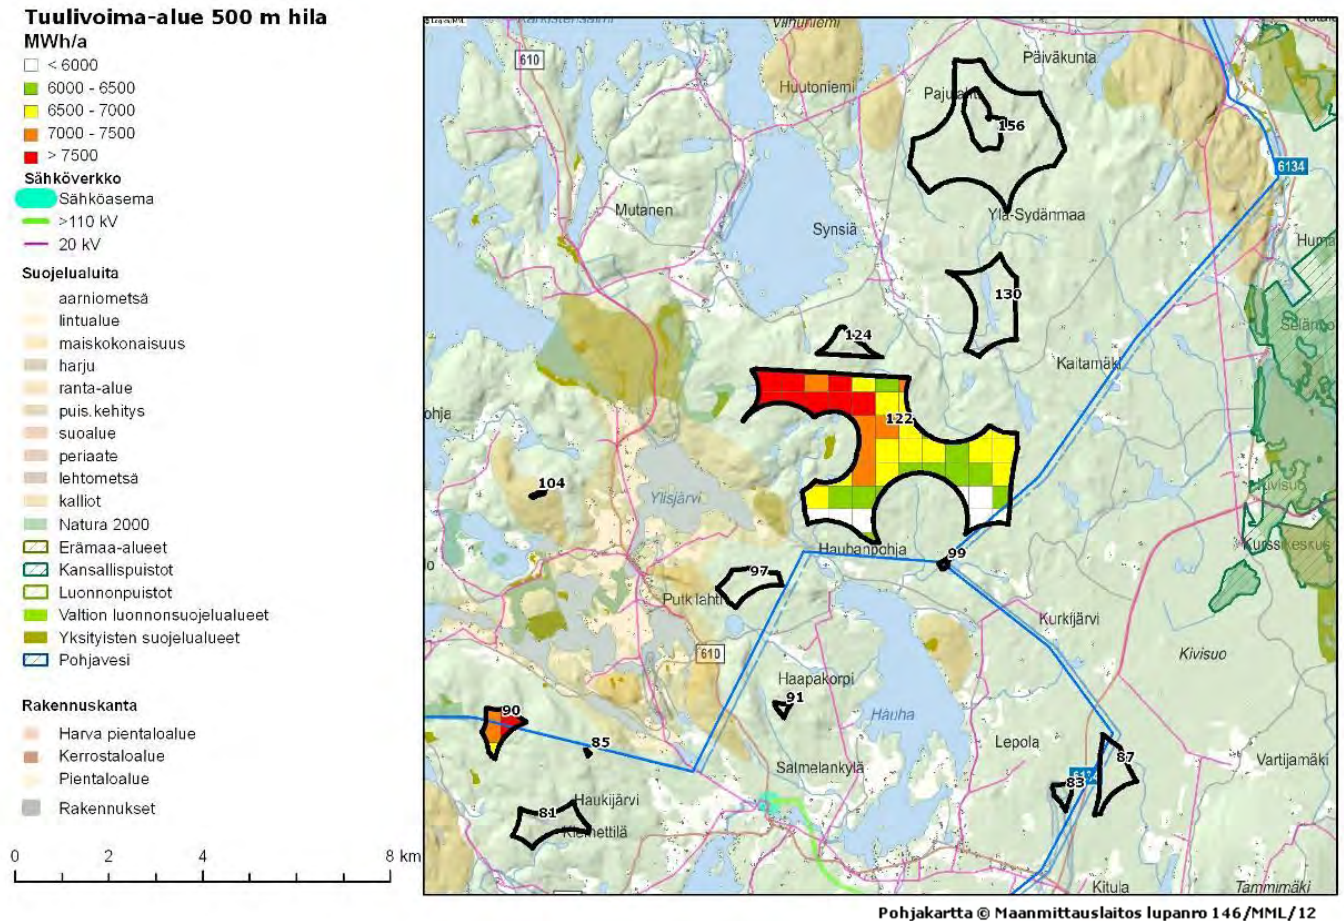 Tuulivoima-alue 500 m hila
MWh/a
< 6000
6000 - 6500
6500 - 7000
7000 - 7500
> 7500
Sähköverkko
Sähköasema
>110 kV
20 kV
Suojelualuita
aarniometsä
lintualue
maiskokonaisuus
harju
ranta-alue
puis.kehitys
suoalue
periaate
lehtometsä
kalliot
Natura 2000
Erämaa-alueet
Kansallispuistot
Luonnonpuistot
Valtion luonnonsuojelualueet
Yksityisten suojelualueet
Pohjavesi
Rakennuskanta
Harva pientaloalue
Kerrostaloalue
Pientaloalue
Rakennukset
0 2 4 8 km
610
Huutoniemi
Päiväkunta
156
6134
Mutanen
Synsiä
Ylä-Sydänmaa
130
124
Kaitamäki
122
104
Ylisjärvi
Hauhanpohja
99
97
Kurkijärvi
610
Kivisuo
Haapakorpi
91
Häuha
90
85
Lepola
87
Vartijamäki
Salmelankylä
83
Haukijärvi
81
Kitula
Tammimäki
Pohjakartta © Maanmittauslaitos lupanro 146/MML/12